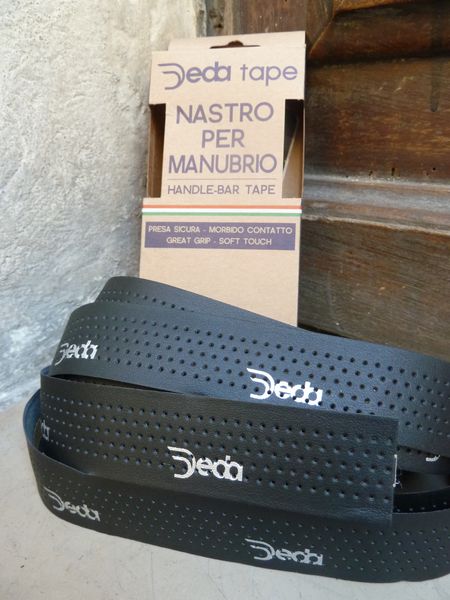 Deda tape
NASTRO
PER
MANUBRIO
HANDLE-BAR TAPE
PRESA SICURA - MORBIDO CONTATTO
GREAT GRIP - SOFT TOUCH
Deda
Deda
Deda
Deda
Deda